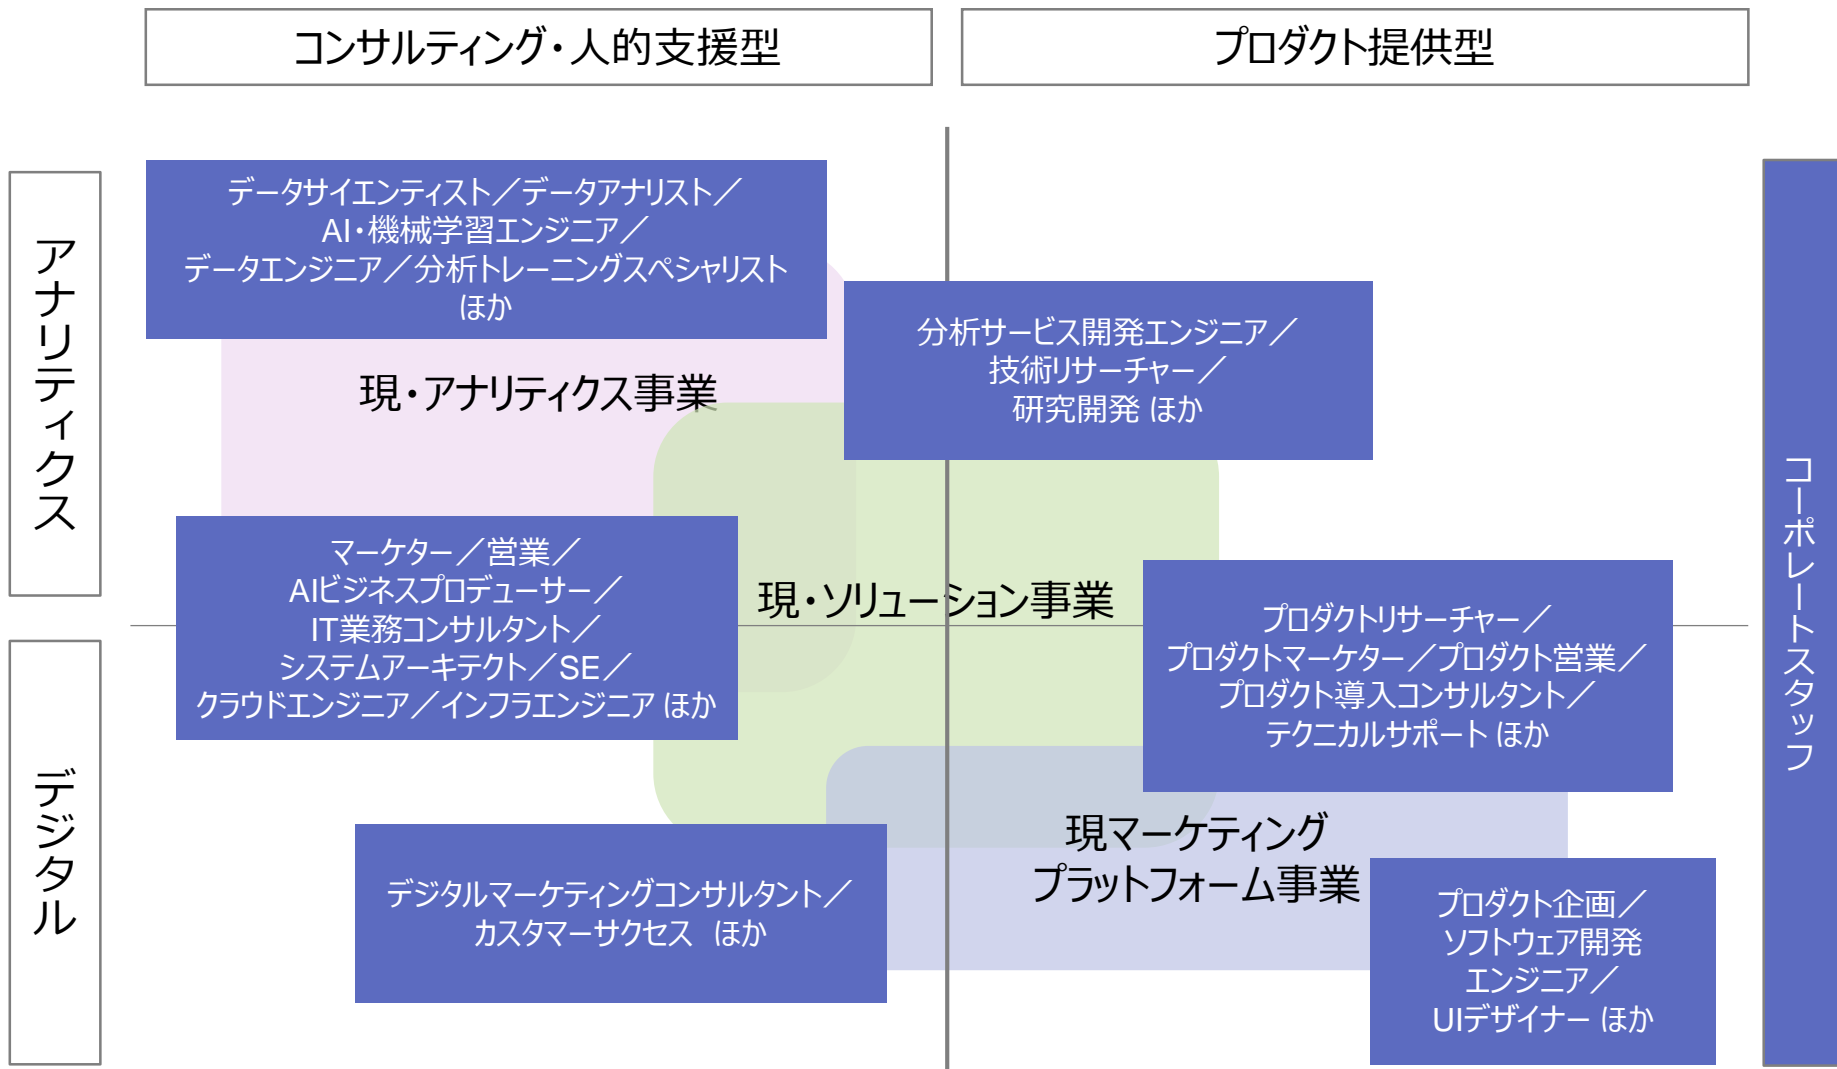 コンサルティング・人的支援型
プロダクト提供型
アナリティクス
データサイエンティスト／データアナリスト／
AI・機械学習エンジニア／
データエンジニア／分析トレーニングスペシャリスト
ほか
分析サービス開発エンジニア／
技術リサーチャー／
研究開発 ほか
現・アナリティクス事業
マーケター／営業／
AIビジネスプロデューサー／
IT業務コンサルタント／
システムアーキテクト／SE／
クラウドエンジニア／インフラエンジニア ほか
現・ソリューション事業
プロダクトリサーチャー／
プロダクトマーケター／プロダクト営業／
プロダクト導入コンサルタント／
テクニカルサポート ほか
デジタル
デジタルマーケティングコンサルタント／
カスタマーサクセス　ほか
現マーケティング
プラットフォーム事業
プロダクト企画／
ソフトウェア開発
エンジニア／
UIデザイナー ほか
コーポレートスタッフ